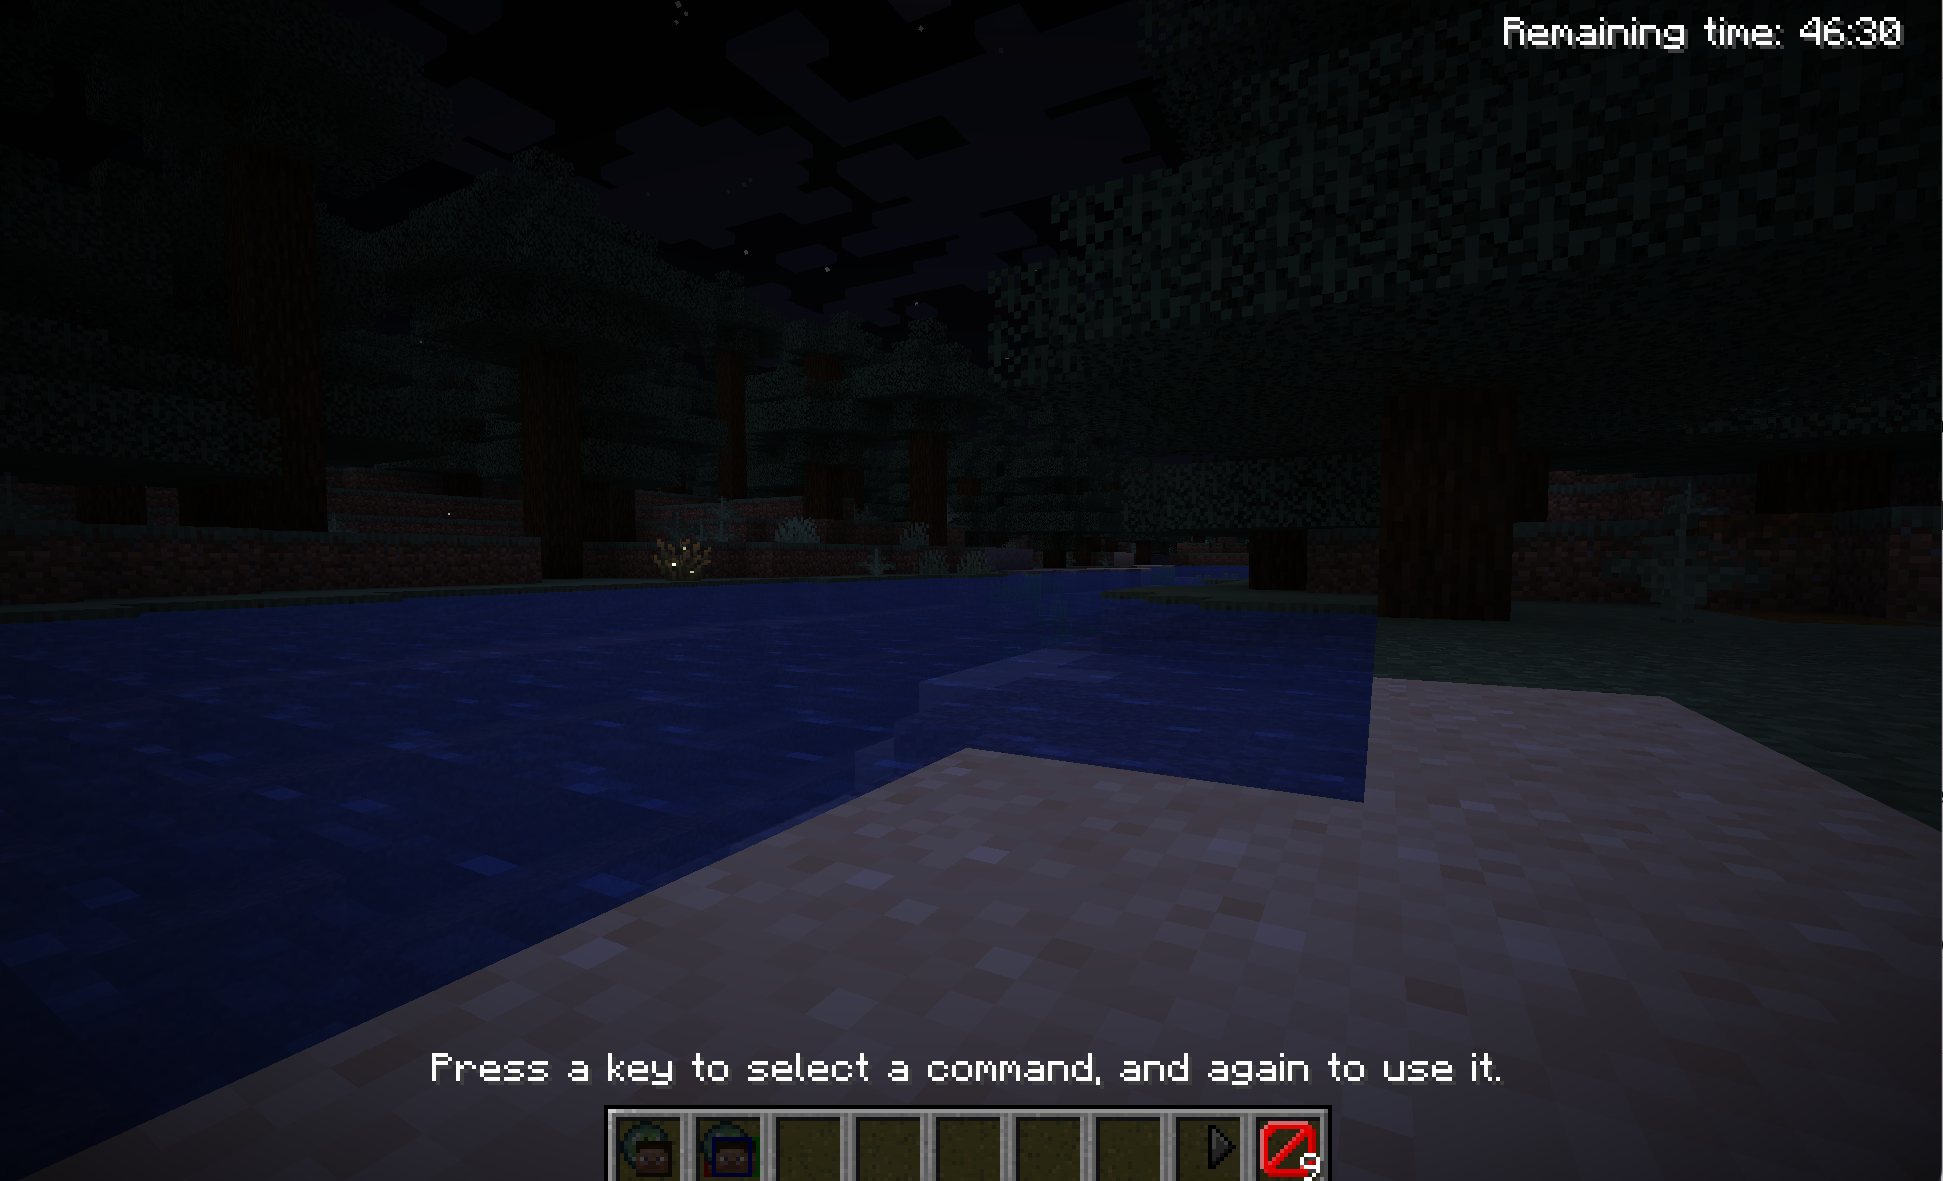 Remaining time: 46:30
Press a key to select a command, and again to use it.
9